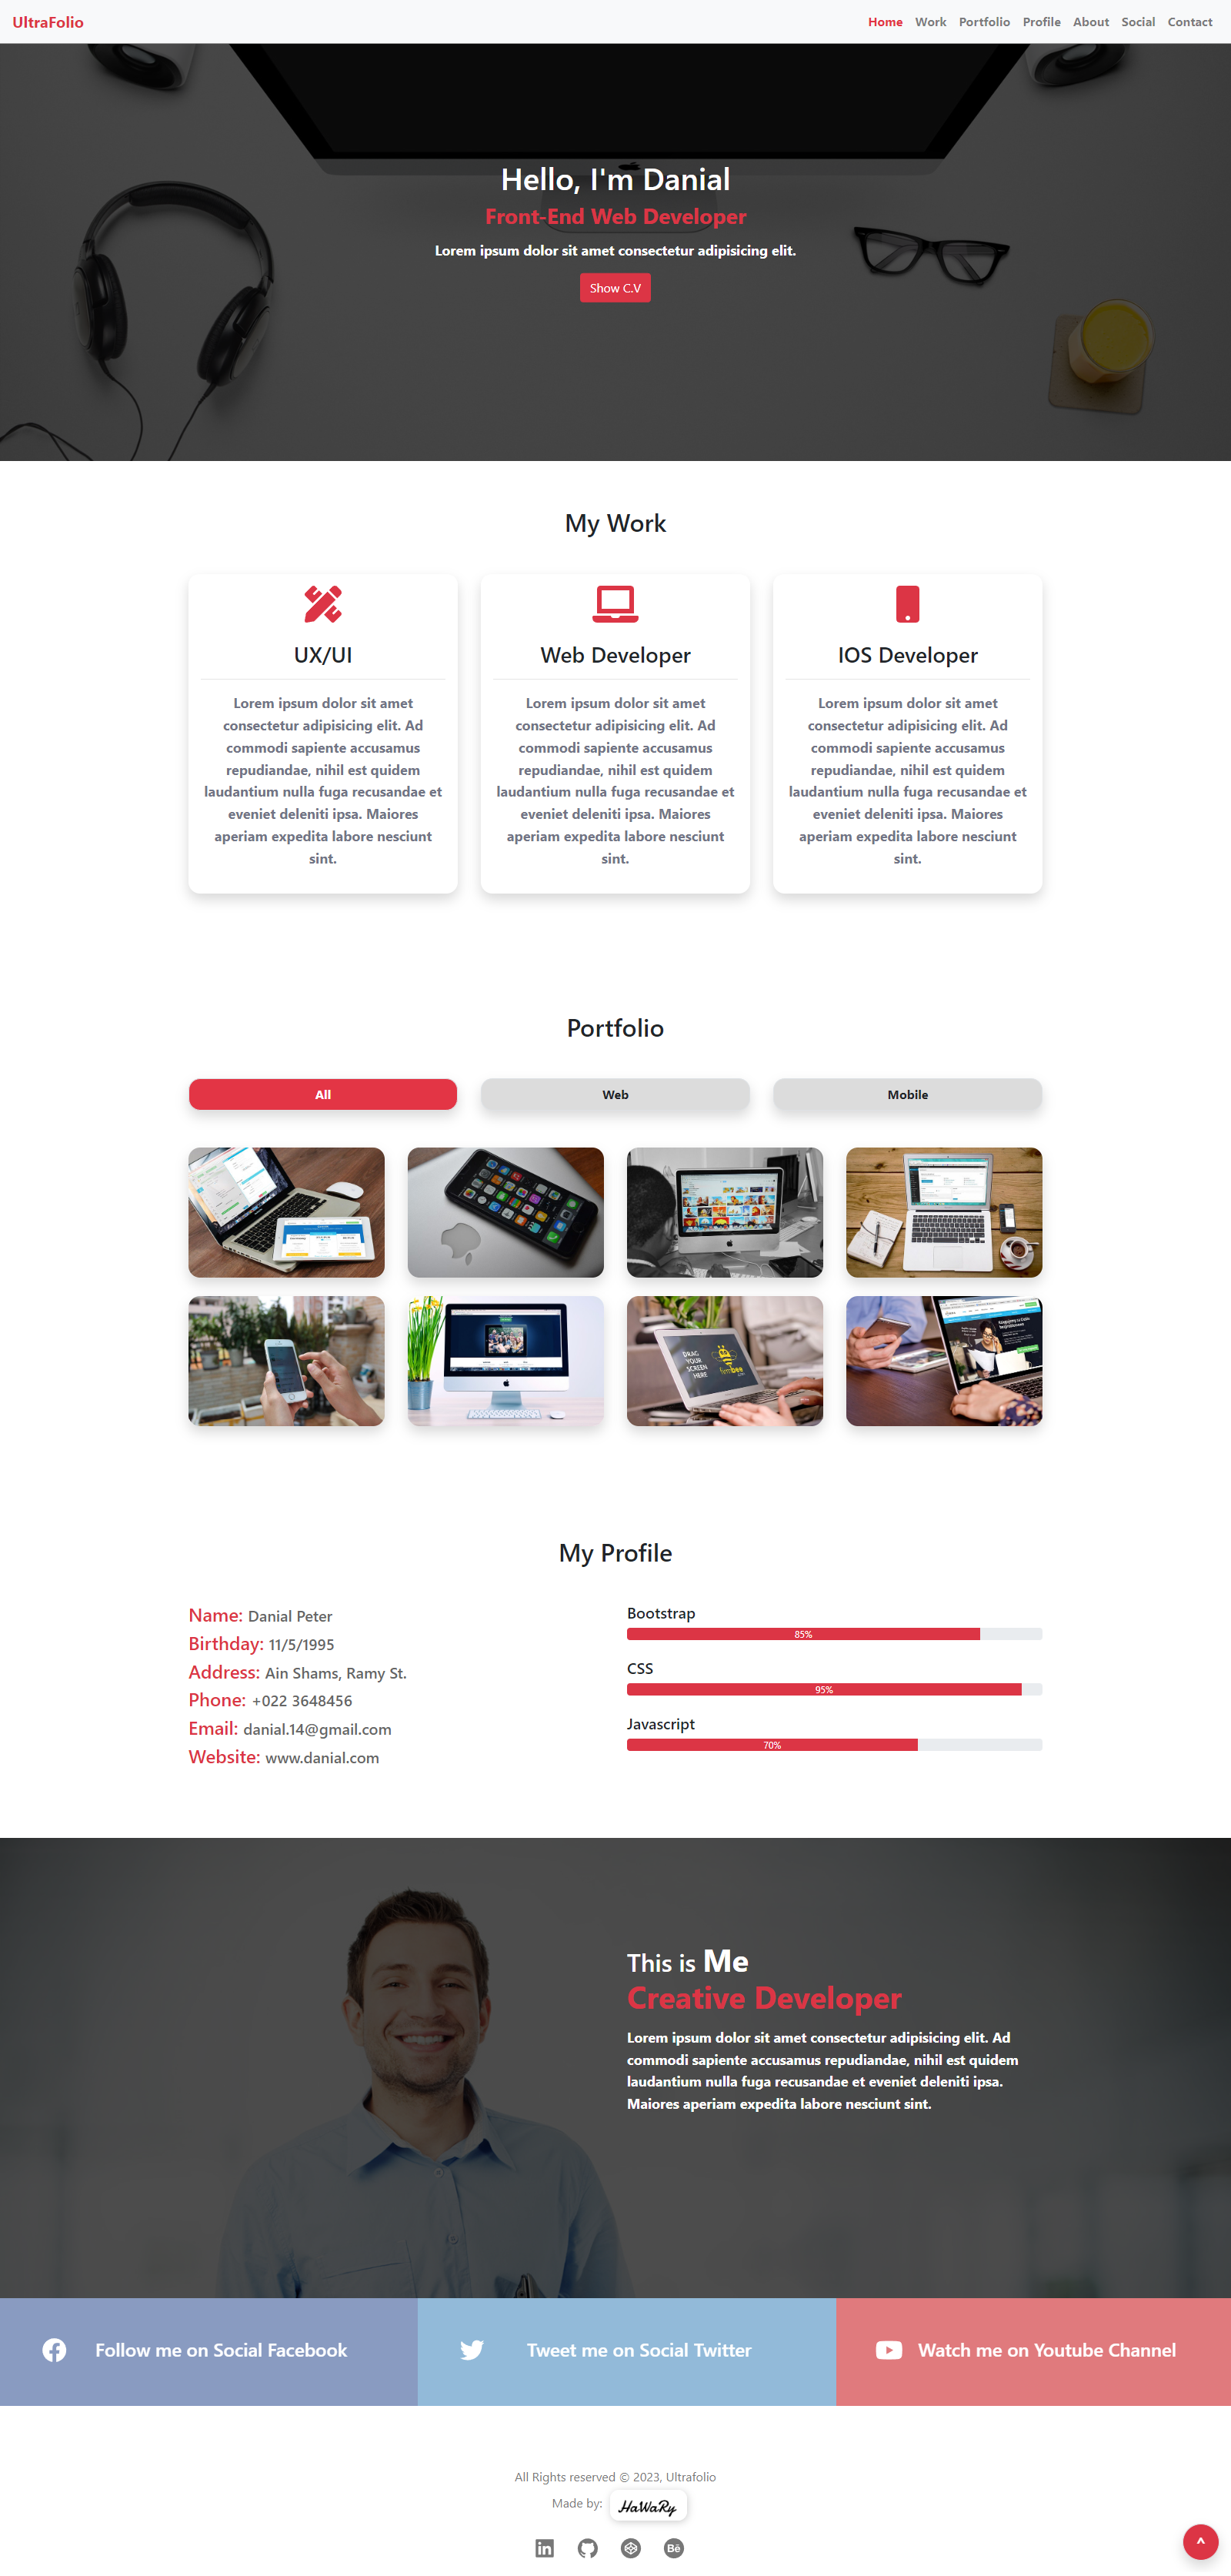 UltraFolio
Home Work Portfolio Profile About Social Contact
Hello, I'm Danial
Front-End Web Developer
Lorem ipsum dolor sit amet consectetur adipisicing elit.
Show C.V
My Work
UX/UI
Lorem ipsum dolor sit amet
consectetur adipisicing elit. Ad
commodi sapiente accusamus
repudiandae, nihil est quidem
laudantium nulla fuga recusandae et
eveniet deleniti ipsa. Maiores
aperiam expedita labore nesciunt
sint.
Web Developer
Lorem ipsum dolor sit amet
consectetur adipisicing elit. Ad
commodi sapiente accusamus
repudiandae, nihil est quidem
laudantium nulla fuga recusandae et
eveniet deleniti ipsa. Maiores
aperiam expedita labore nesciunt
sint.
IOS Developer
Lorem ipsum dolor sit amet
consectetur adipisicing elit. Ad
commodi sapiente accusamus
repudiandae, nihil est quidem
laudantium nulla fuga recusandae et
eveniet deleniti ipsa. Maiores
aperiam expedita labore nesciunt
sint.
Portfolio
All
Web
Mobile
DRAG
YOUR
SCREEN
HERE
My Profile
Name: Danial Peter
Birthday: 11/5/1995
Address: Ain Shams, Ramy St.
Phone: +022 3648456
Email: danial.14@gmail.com
Website: www.danial.com
Bootstrap
85%
CSS
95%
Javascript
70%
This is Me
Creative Developer
Lorem ipsum dolor sit amet consectetur adipisicing elit. Ad
commodi sapiente accusamus repudiandae, nihil est quidem
laudantium nulla fuga recusandae et eveniet deleniti ipsa.
Maiores aperiam expedita labore nesciunt sint.
Follow me on Social Facebook
Tweet me on Social Twitter
Watch me on Youtube Channel
All Rights reserved © 2023, Ultrafolio
Made by: HaWaRy